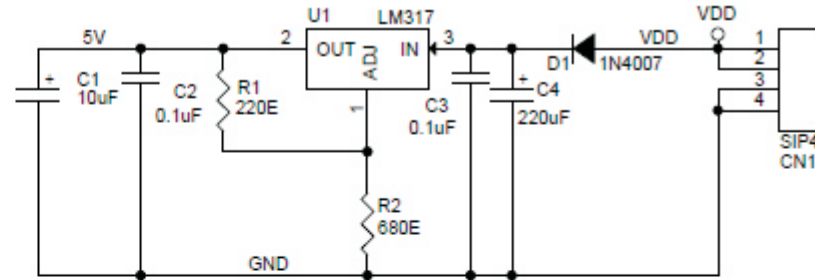 U1
LM317
VDD
5V
2
OUT
ADJ
IN
3
VDD
1
2
3
4
D1
1N4007
+
C1
10uF
C2
0.1uF
R1
220E
1
C3
0.1uF
+
C4
220uF
SIP4
CN1
R2
680E
GND